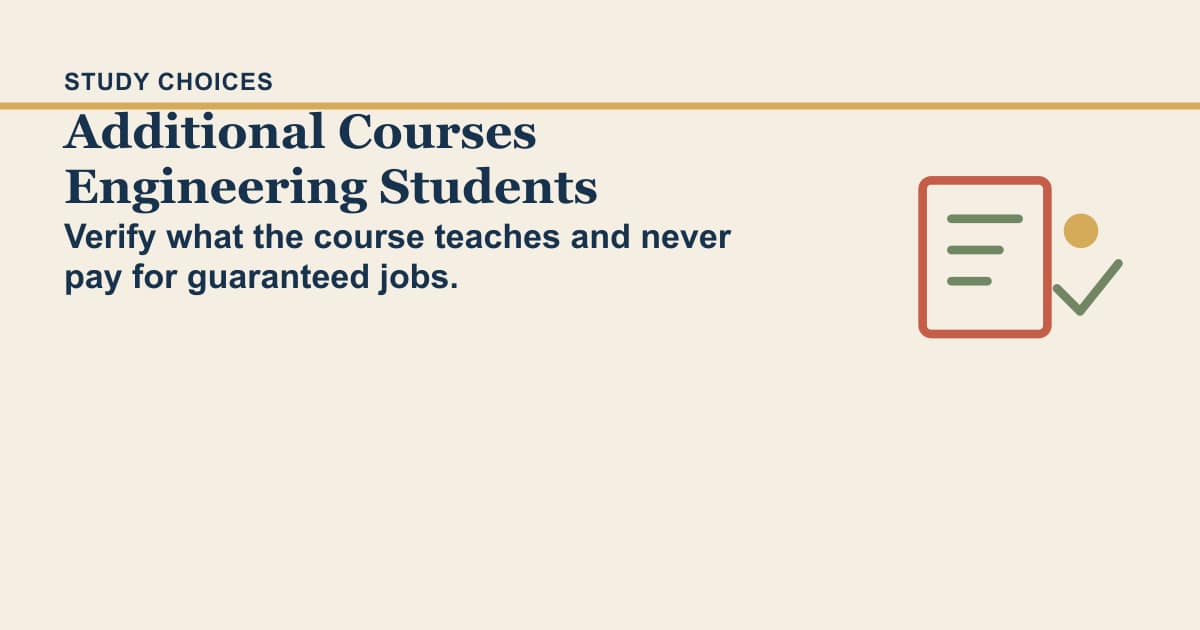 STUDY CHOICES
Additional Courses
Engineering Students
Verify what the course teaches and never
pay for guaranteed jobs.